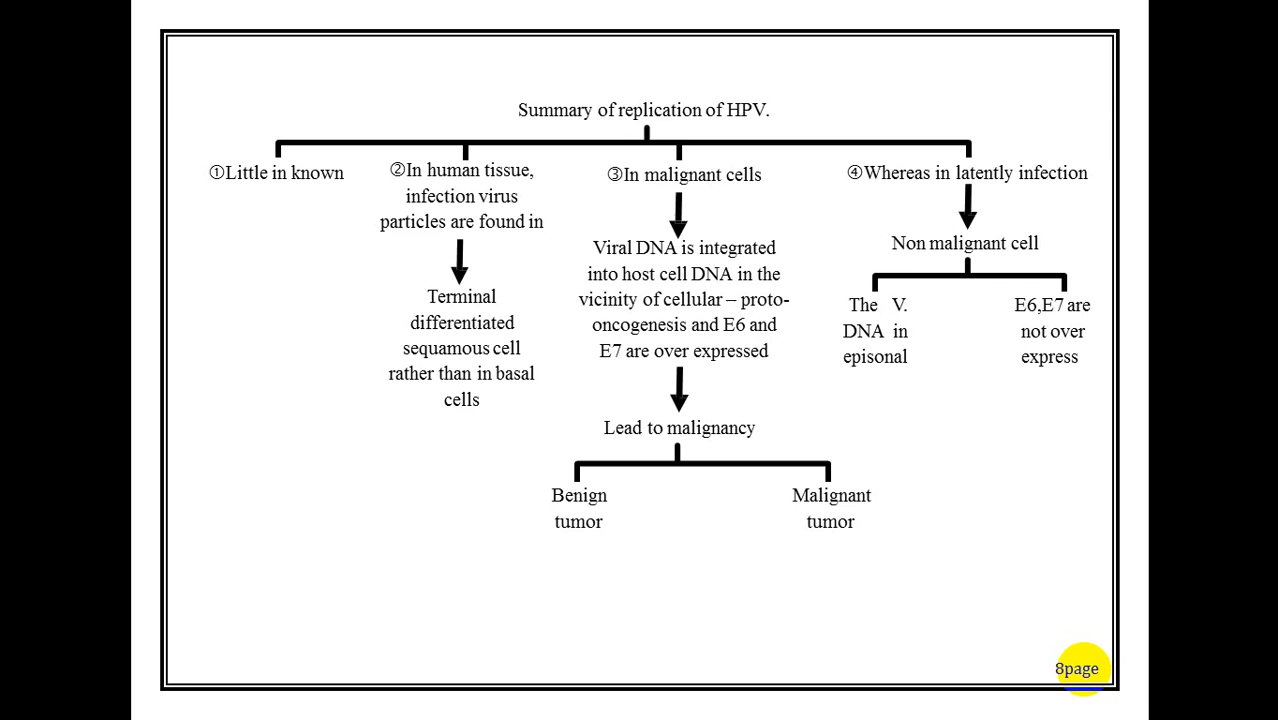 Summary of replication of HPV.
①Little in known
②In human tissue,
infection virus
particles are found in
Terminal
differentiated
sequamous cell
rather than in basal
cells
③In malignant cells
Viral DNA is integrated
into host cell DNA in the
vicinity of cellular – proto-
oncogenesis and E6 and
E7 are over expressed
Lead to malignancy
Benign
tumor
Malignant
tumor
④Whereas in latently infection
Non malignant cell
The V.
DNA in
episonal
E6,E7 are
not over
express
8page